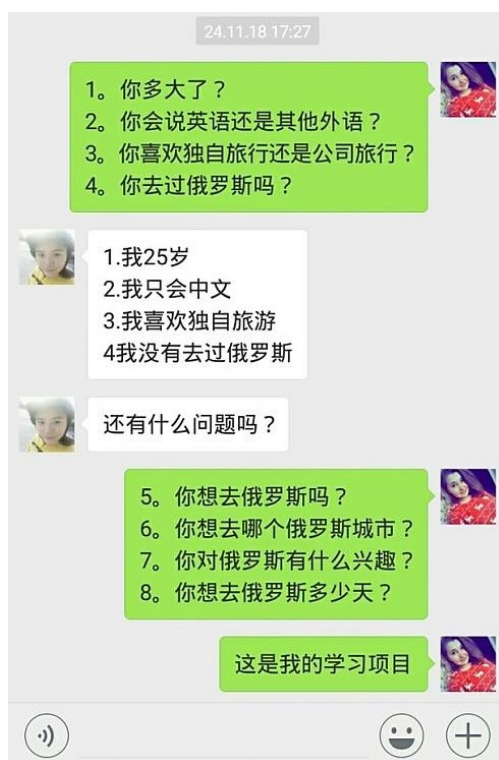 24.11.18 17:27
1。你多大了？
2。你会说英语还是其他外语？
3。你喜欢独自旅行还是公司旅行？
4。你去过俄罗斯吗？
1.我25岁
2.我只会中文
3.我喜欢独自旅游
4我没有去过俄罗斯
还有什么问题吗？
5。你想去俄罗斯吗？
6。你想去哪个俄罗斯城市？
7。你对俄罗斯有什么兴趣？
8。你想去俄罗斯多少天？
这是我的学习项目